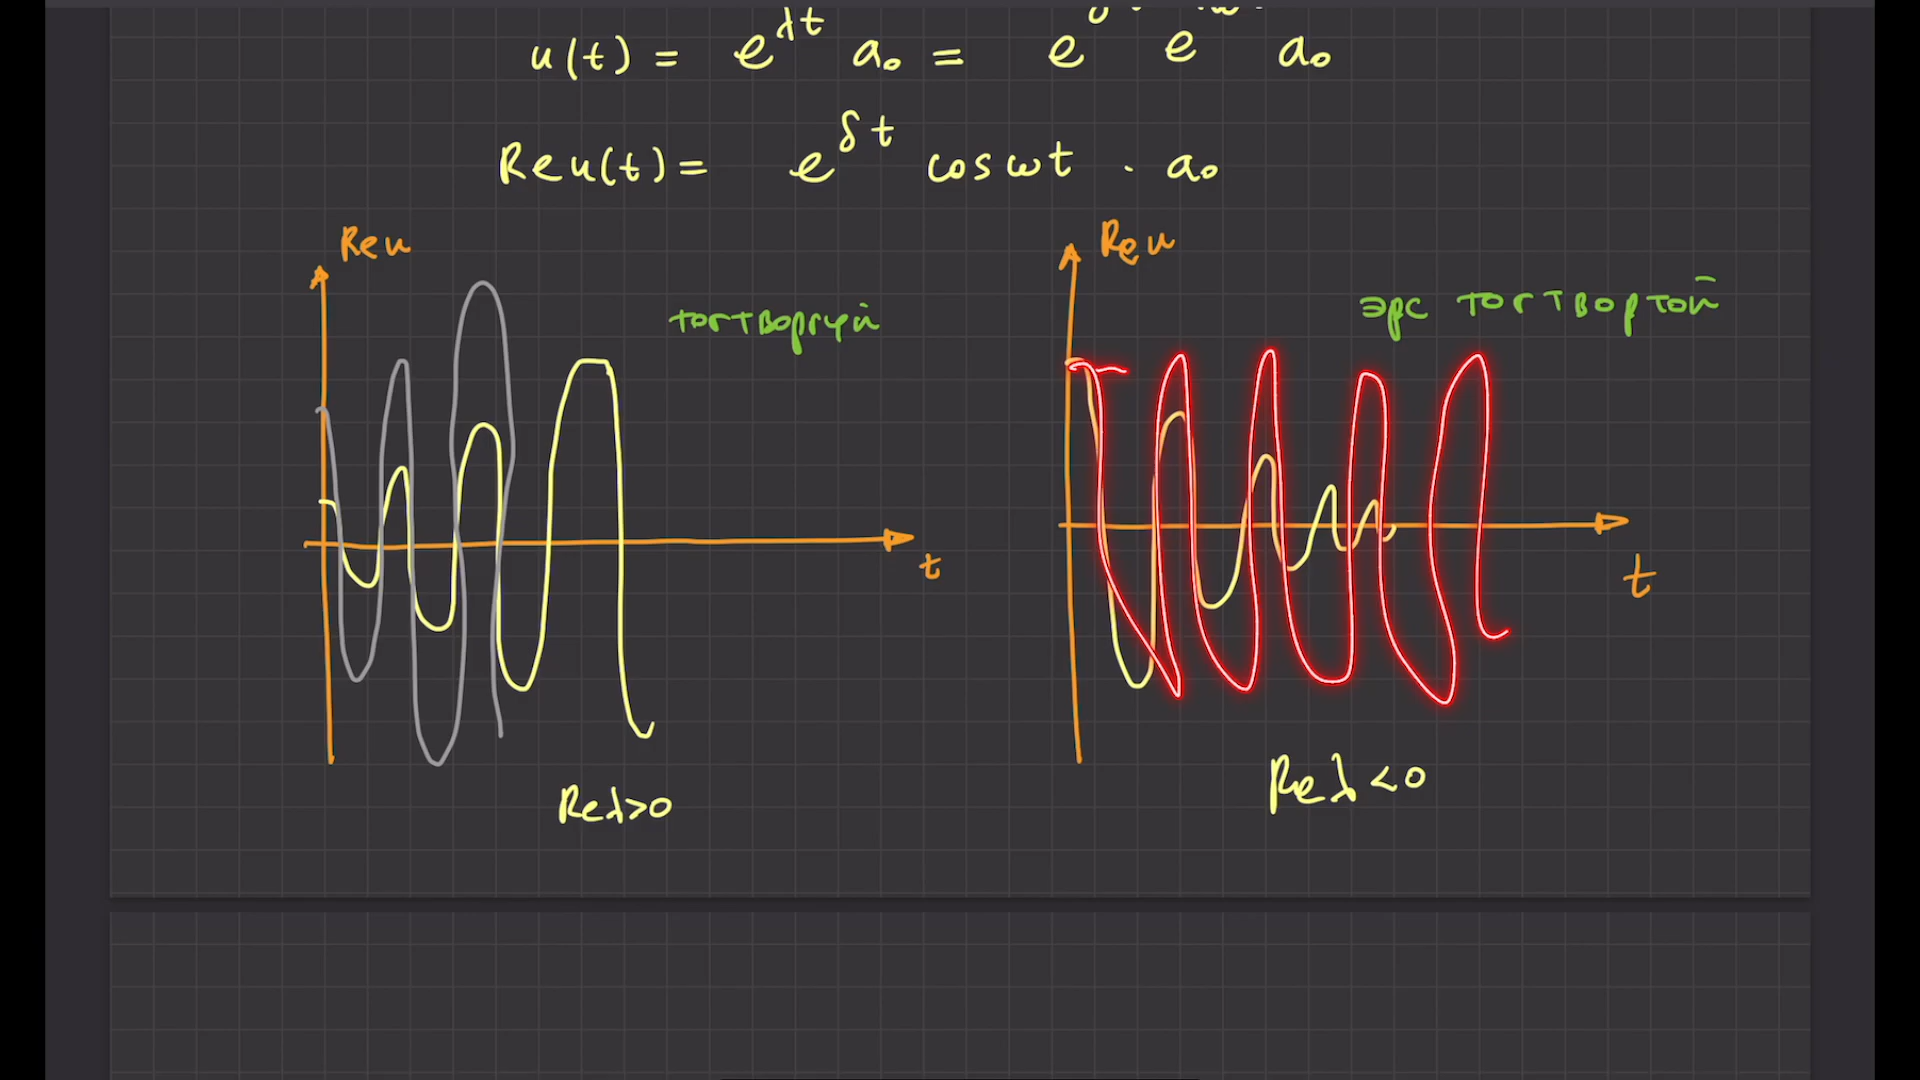 u(t) = e^{λt} a₀ = e e a₀
Re u(t) = e^{δt} cos ωt · a₀
Re u
Re u
тогтворгүй
эрс тогтвортой
t
t
Re λ > 0
Re λ < 0